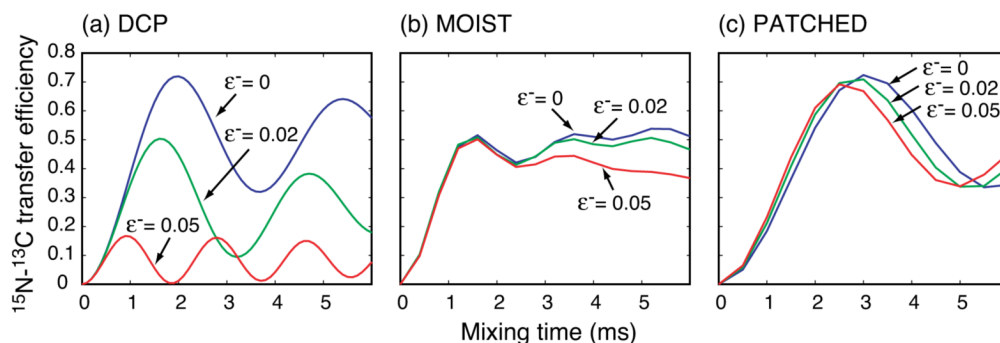 (a) DCP
(b) MOIST
(c) PATCHED
¹⁵N-¹³C transfer efficiency
0.8
0.7
0.6
0.5
0.4
0.3
0.2
0.1
0
ε⁻= 0
ε⁻= 0.02
ε⁻= 0.05
0 1 2 3 4 5 6
ε⁻= 0
ε⁻= 0.02
ε⁻= 0.05
0 1 2 3 4 5 6
ε⁻= 0
ε⁻= 0.02
ε⁻= 0.05
0 1 2 3 4 5 6
Mixing time (ms)